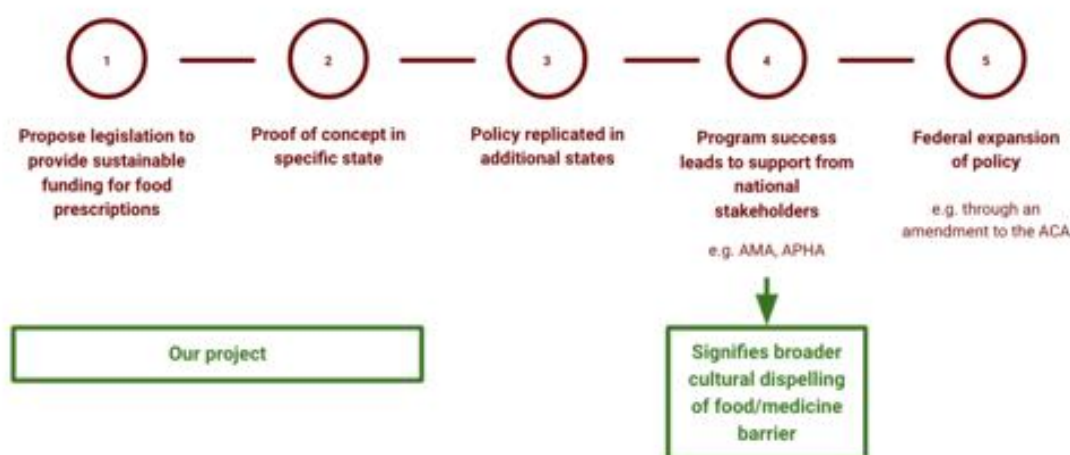 1
2
3
4
5
Propose legislation to
provide sustainable
funding for food
prescriptions
Proof of concept in
specific state
Policy replicated in
additional states
Program success
leads to support from
national
stakeholders
e.g. AMA, APHA
Federal expansion
of policy
e.g. through an
amendment to the ACA
Our project
Signifies broader
cultural dispelling
of food/medicine
barrier